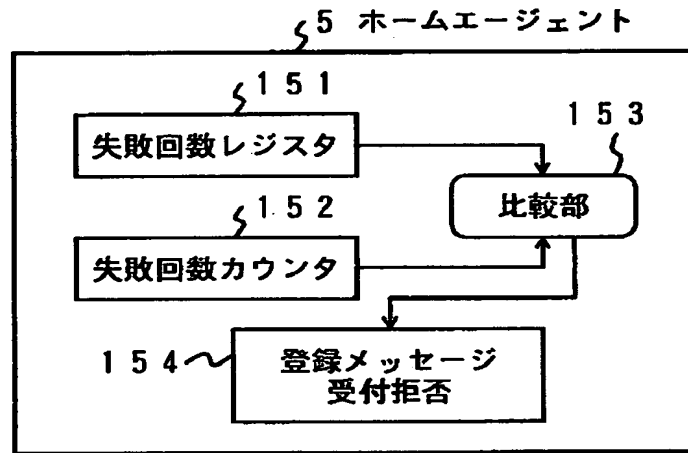 5 ホームエージェント
151
失敗回数レジスタ
153
比較部
152
失敗回数カウンタ
154
登録メッセージ
受付拒否